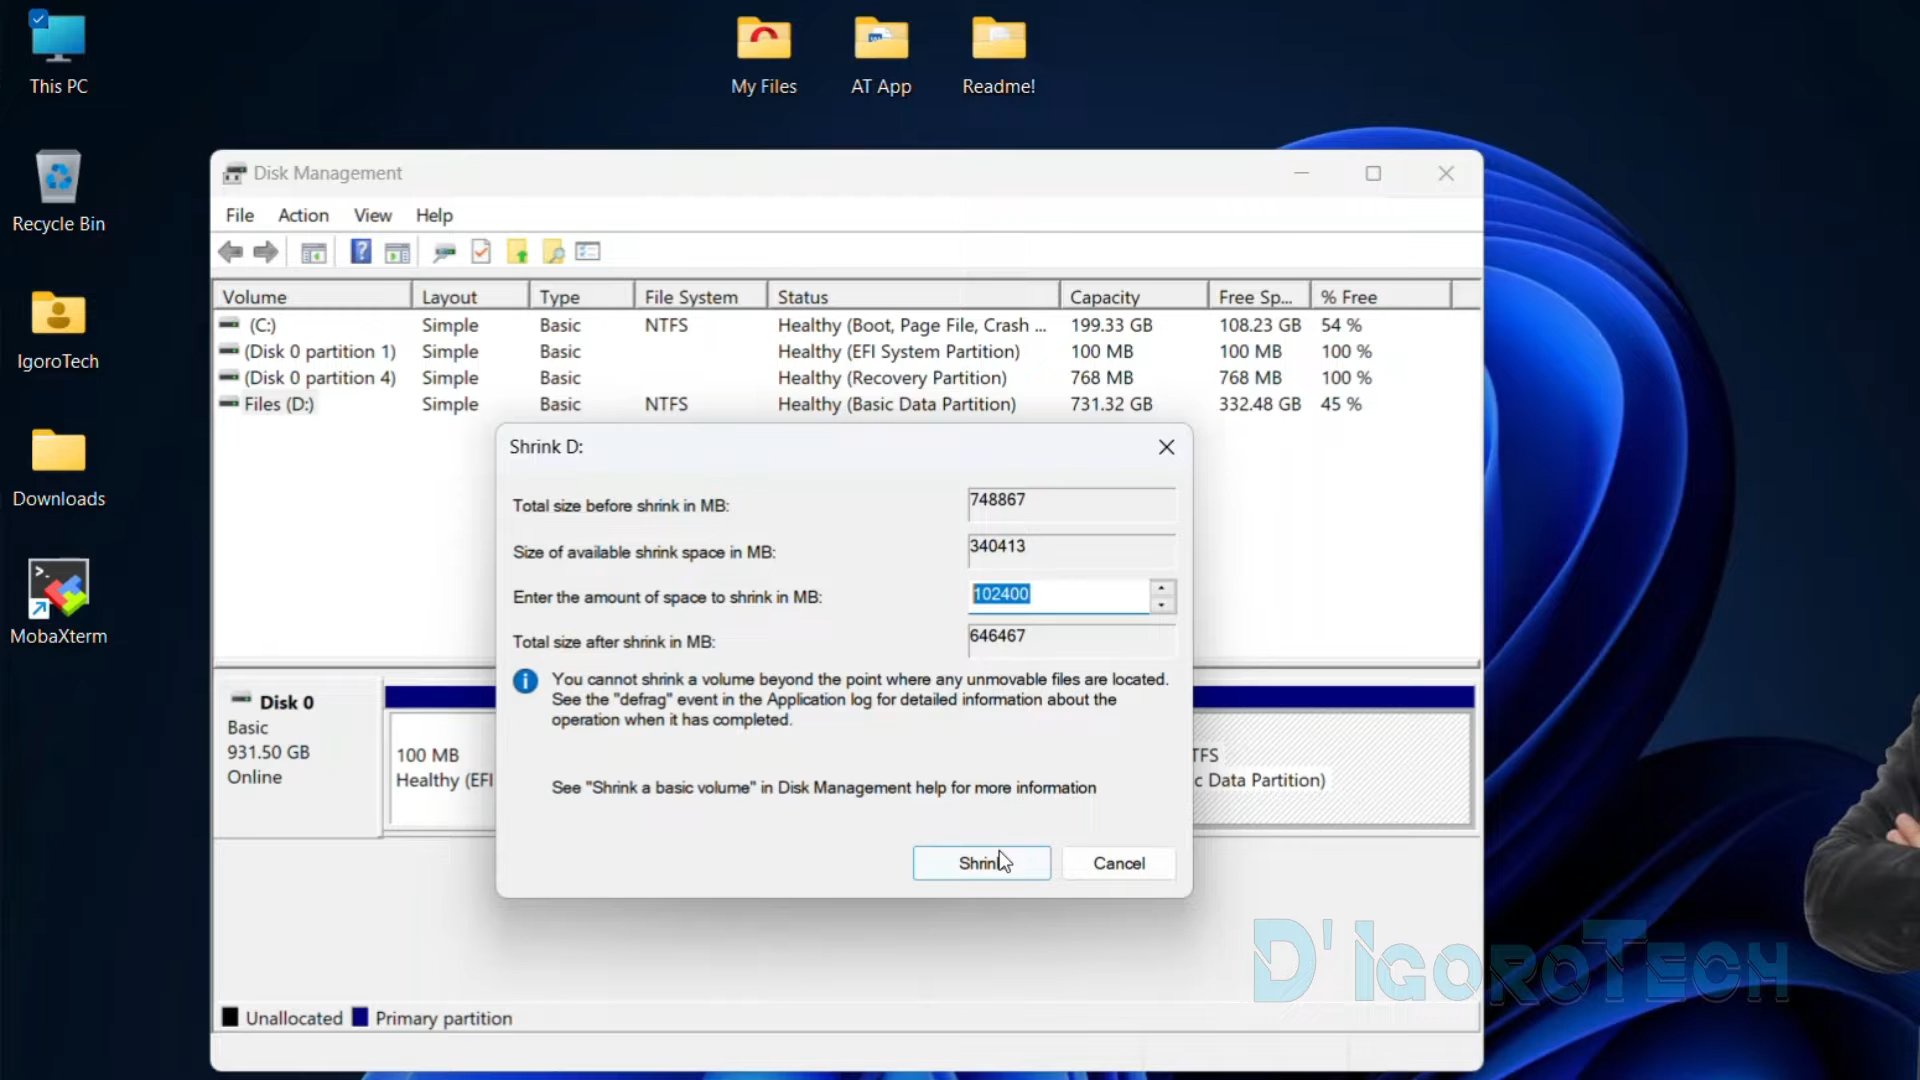 This PC
My Files
AT App
Readme!
Recycle Bin
IgoroTech
Downloads
MobaXterm
Disk Management
File Action View Help
Volume Layout Type File System Status Capacity Free Sp... % Free
(C:) Simple Basic NTFS Healthy (Boot, Page File, Crash ... 199.33 GB 108.23 GB 54 %
(Disk 0 partition 1) Simple Basic Healthy (EFI System Partition) 100 MB 100 MB 100 %
(Disk 0 partition 4) Simple Basic Healthy (Recovery Partition) 768 MB 768 MB 100 %
Files (D:) Simple Basic NTFS Healthy (Basic Data Partition) 731.32 GB 332.48 GB 45 %
Shrink D:
Total size before shrink in MB: 748867
Size of available shrink space in MB: 340413
Enter the amount of space to shrink in MB: 102400
Total size after shrink in MB: 646467
You cannot shrink a volume beyond the point where any unmovable files are located.
See the "defrag" event in the Application log for detailed information about the
operation when it has completed.
See "Shrink a basic volume" in Disk Management help for more information
Shrink Cancel
Disk 0
Basic
931.50 GB
Online
100 MB
Healthy (EFI
TFS
c Data Partition)
Unallocated Primary partition
D'IGOROTECH